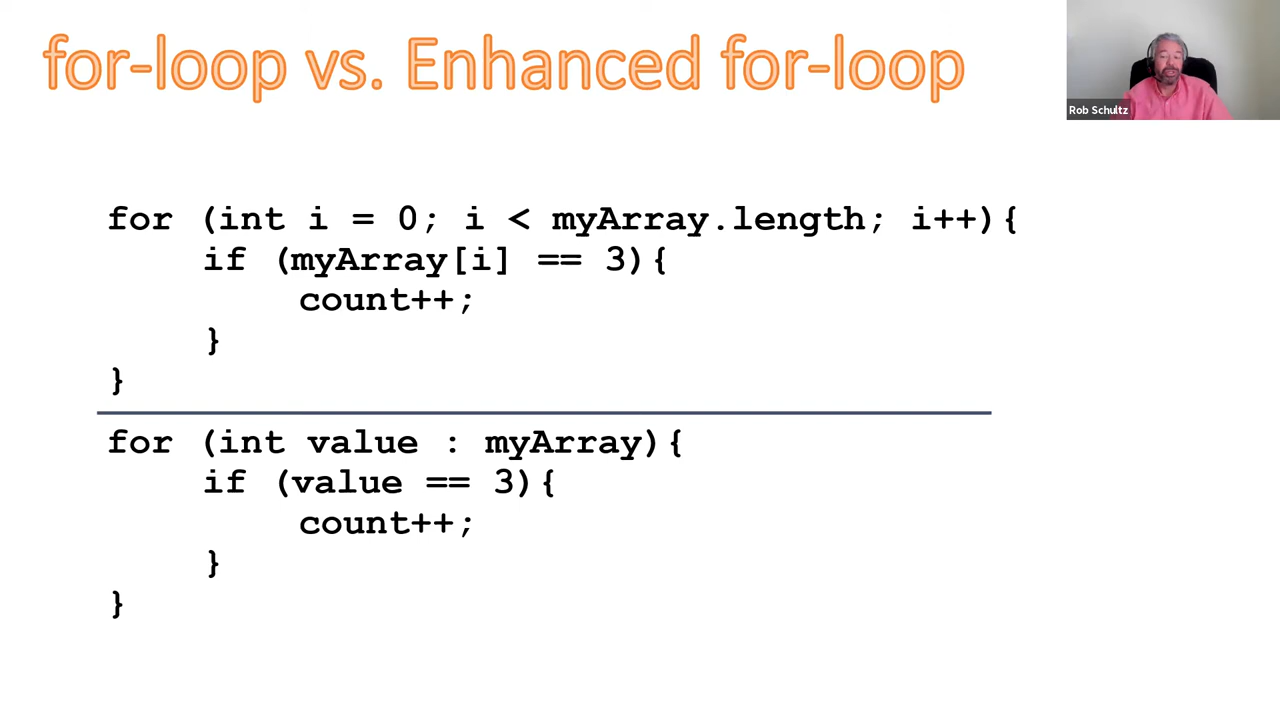 for-loop vs. Enhanced for-loop
Rob Schultz
for (int i = 0; i < myArray.length; i++){
if (myArray[i] == 3){
count++;
}
}
for (int value : myArray){
if (value == 3){
count++;
}
}